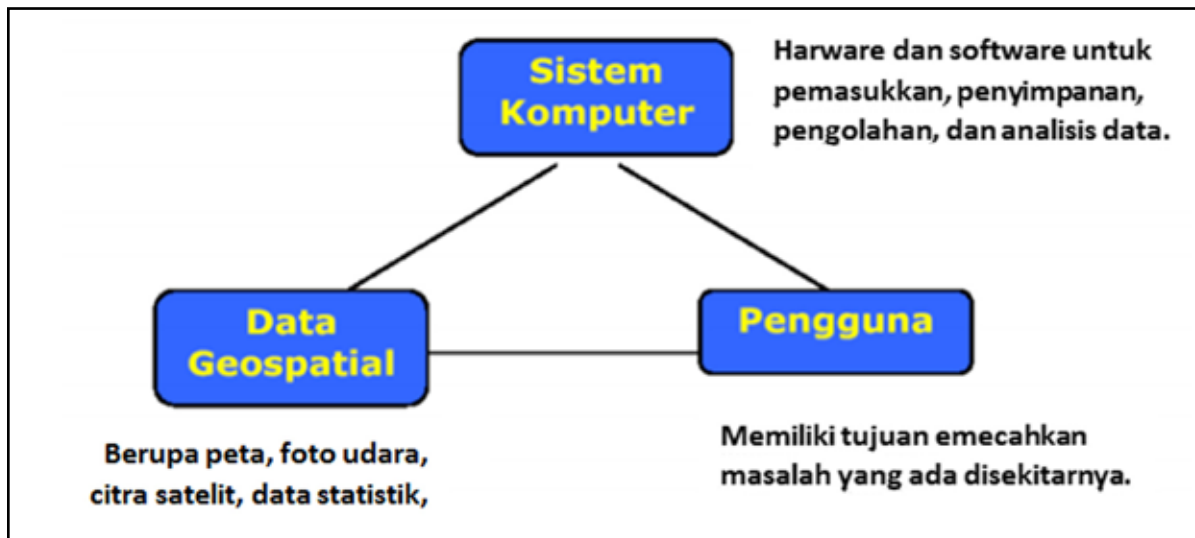 Sistem
Komputer
Harware dan software untuk
pemasukkan, penyimpanan,
pengolahan, dan analisis data.
Data
Geospatial
Pengguna
Berupa peta, foto udara,
citra satelit, data statistik,
Memiliki tujuan emecahkan
masalah yang ada disekitarnya.